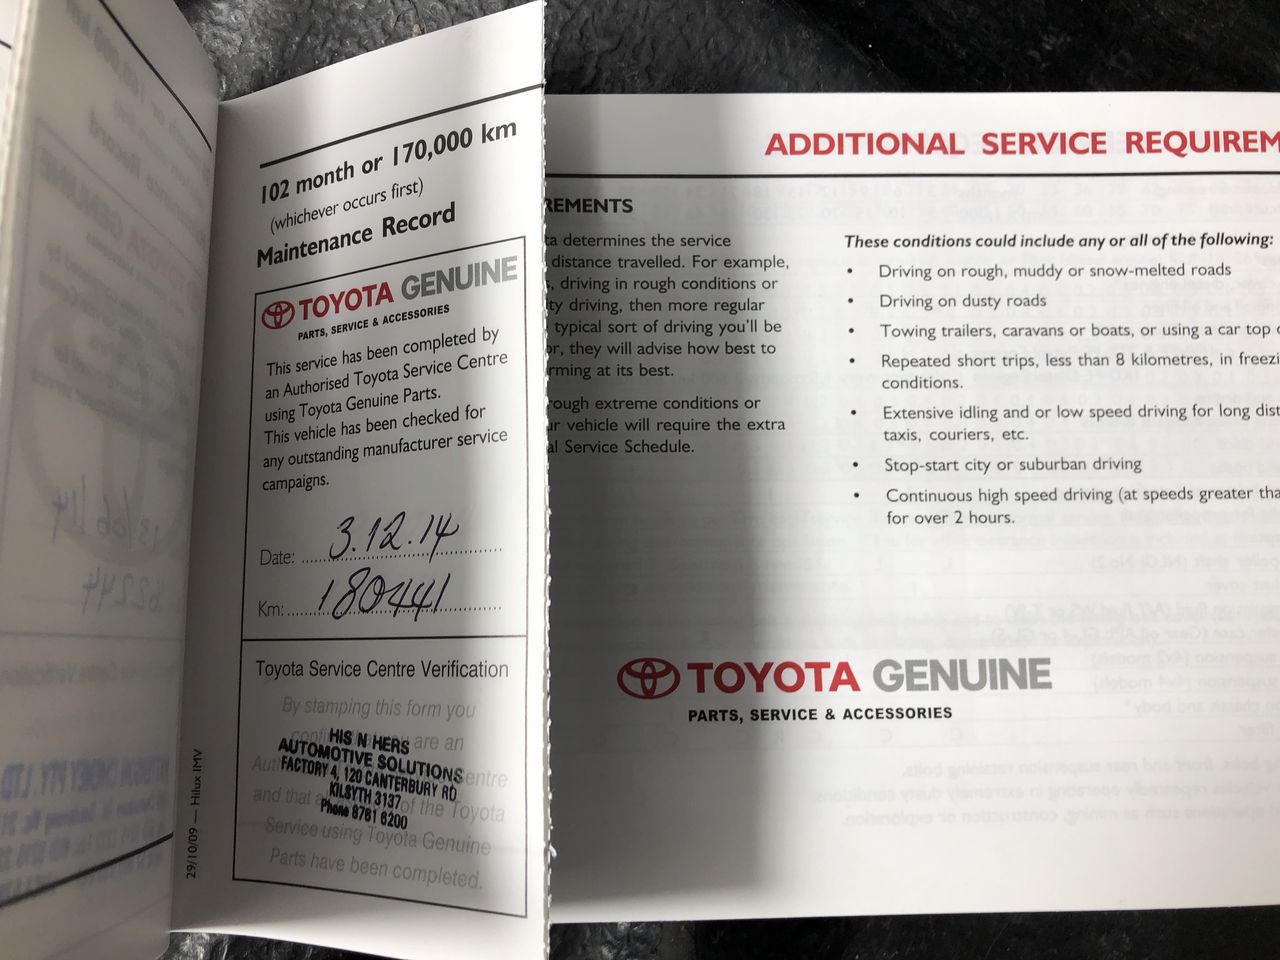 102 month or 170,000 km
(whichever occurs first)
Maintenance Record
TOYOTA GENUINE
PARTS, SERVICE & ACCESSORIES
This service has been completed by
an Authorised Toyota Service Centre
using Toyota Genuine Parts.
This vehicle has been checked for
any outstanding manufacturer service
campaigns.
Date: 3.12.14
Km: 180441
Toyota Service Centre Verification
By stamping this form you
are an
Centre
and that of the Toyota
Service using Toyota Genuine
Parts have been completed.
HIS N HERS
AUTOMOTIVE SOLUTIONS
FACTORY 4, 120 CANTERBURY RD
KILSYTH 3137
Phone 8761 6200
29/10/09 — Hilux IMV
ADDITIONAL SERVICE REQUIREM
REMENTS
ta determines the service
distance travelled. For example,
s, driving in rough conditions or
ty driving, then more regular
typical sort of driving you'll be
or, they will advise how best to
rming at its best.
rough extreme conditions or
ur vehicle will require the extra
al Service Schedule.
These conditions could include any or all of the following:
• Driving on rough, muddy or snow-melted roads
• Driving on dusty roads
• Towing trailers, caravans or boats, or using a car top
• Repeated short trips, less than 8 kilometres, in freezi
conditions.
• Extensive idling and or low speed driving for long dist
taxis, couriers, etc.
• Stop-start city or suburban driving
• Continuous high speed driving (at speeds greater tha
for over 2 hours.
TOYOTA GENUINE
PARTS, SERVICE & ACCESSORIES